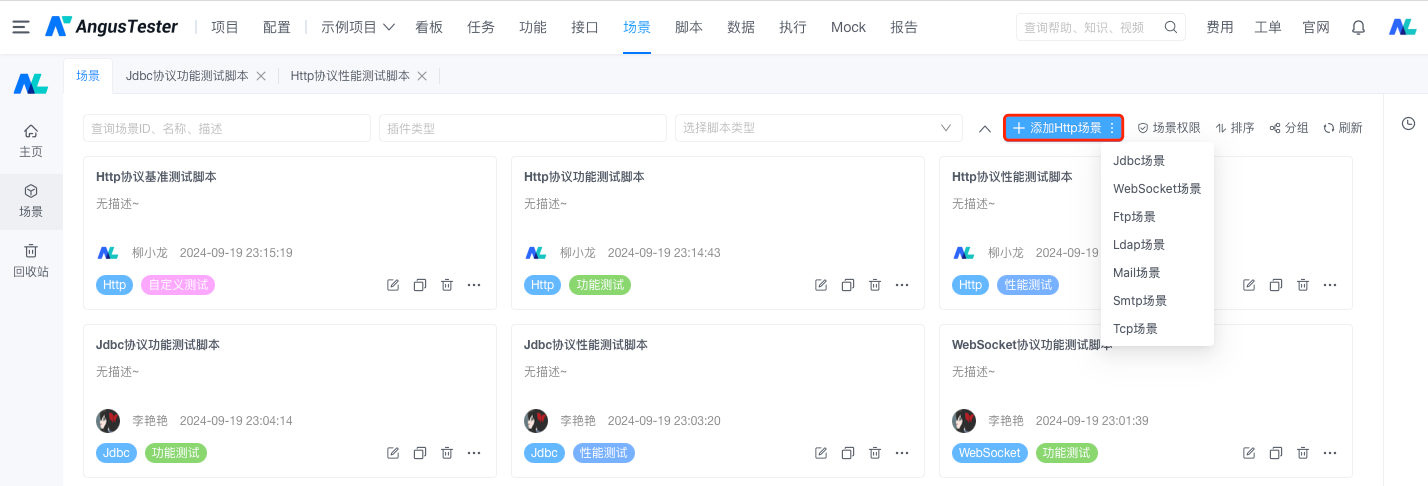 AngusTester 项目 配置 示例项目 看板 任务 功能 接口 场景 脚本 数据 执行 Mock 报告 查询帮助、知识、视频 费用 工单 官网
场景 Jdbc协议功能测试脚本 Http协议性能测试脚本
主页
场景
回收站
查询场景ID、名称、描述 插件类型 选择脚本类型 添加Http场景 场景权限 排序 分组 刷新
Jdbc场景
WebSocket场景
Ftp场景
Ldap场景
Mail场景
Smtp场景
Tcp场景
Http协议基准测试脚本
无描述~
柳小龙 2024-09-19 23:15:19
Http 自定义测试
Http协议功能测试脚本
无描述~
柳小龙 2024-09-19 23:14:43
Http 功能测试
Http协议性能测试脚本
无描述~
柳小龙 2024-09-19
Http 性能测试
Jdbc协议功能测试脚本
无描述~
李艳艳 2024-09-19 23:04:14
Jdbc 功能测试
Jdbc协议性能测试脚本
无描述~
李艳艳 2024-09-19 23:03:20
Jdbc 性能测试
WebSocket协议功能测试脚本
无描述~
李艳艳 2024-09-19 23:01:39
WebSocket 功能测试